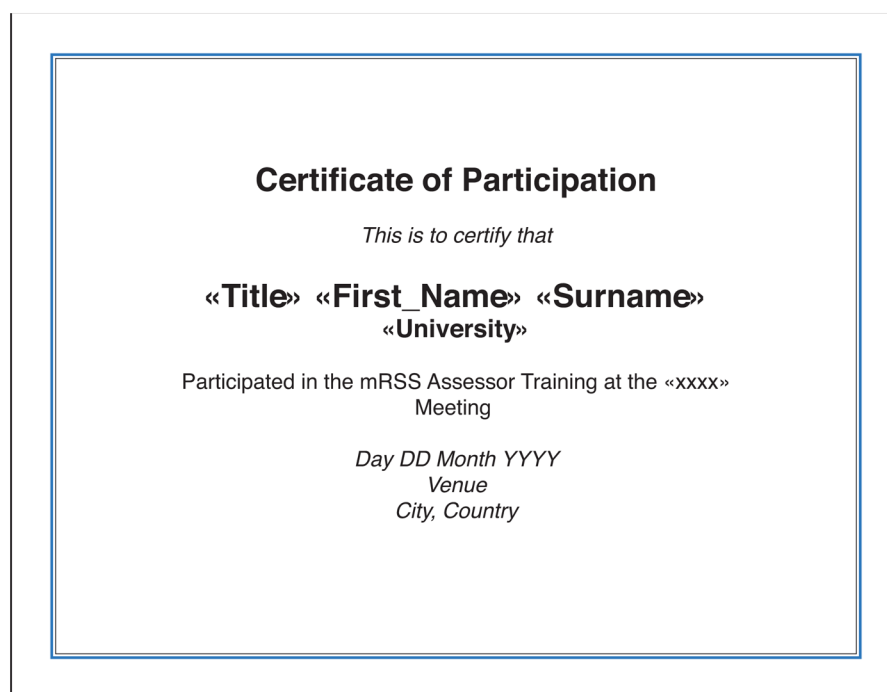 Certificate of Participation
This is to certify that
«Title» «First_Name» «Surname»
«University»
Participated in the mRSS Assessor Training at the «xxxx»
Meeting
Day DD Month YYYY
Venue
City, Country